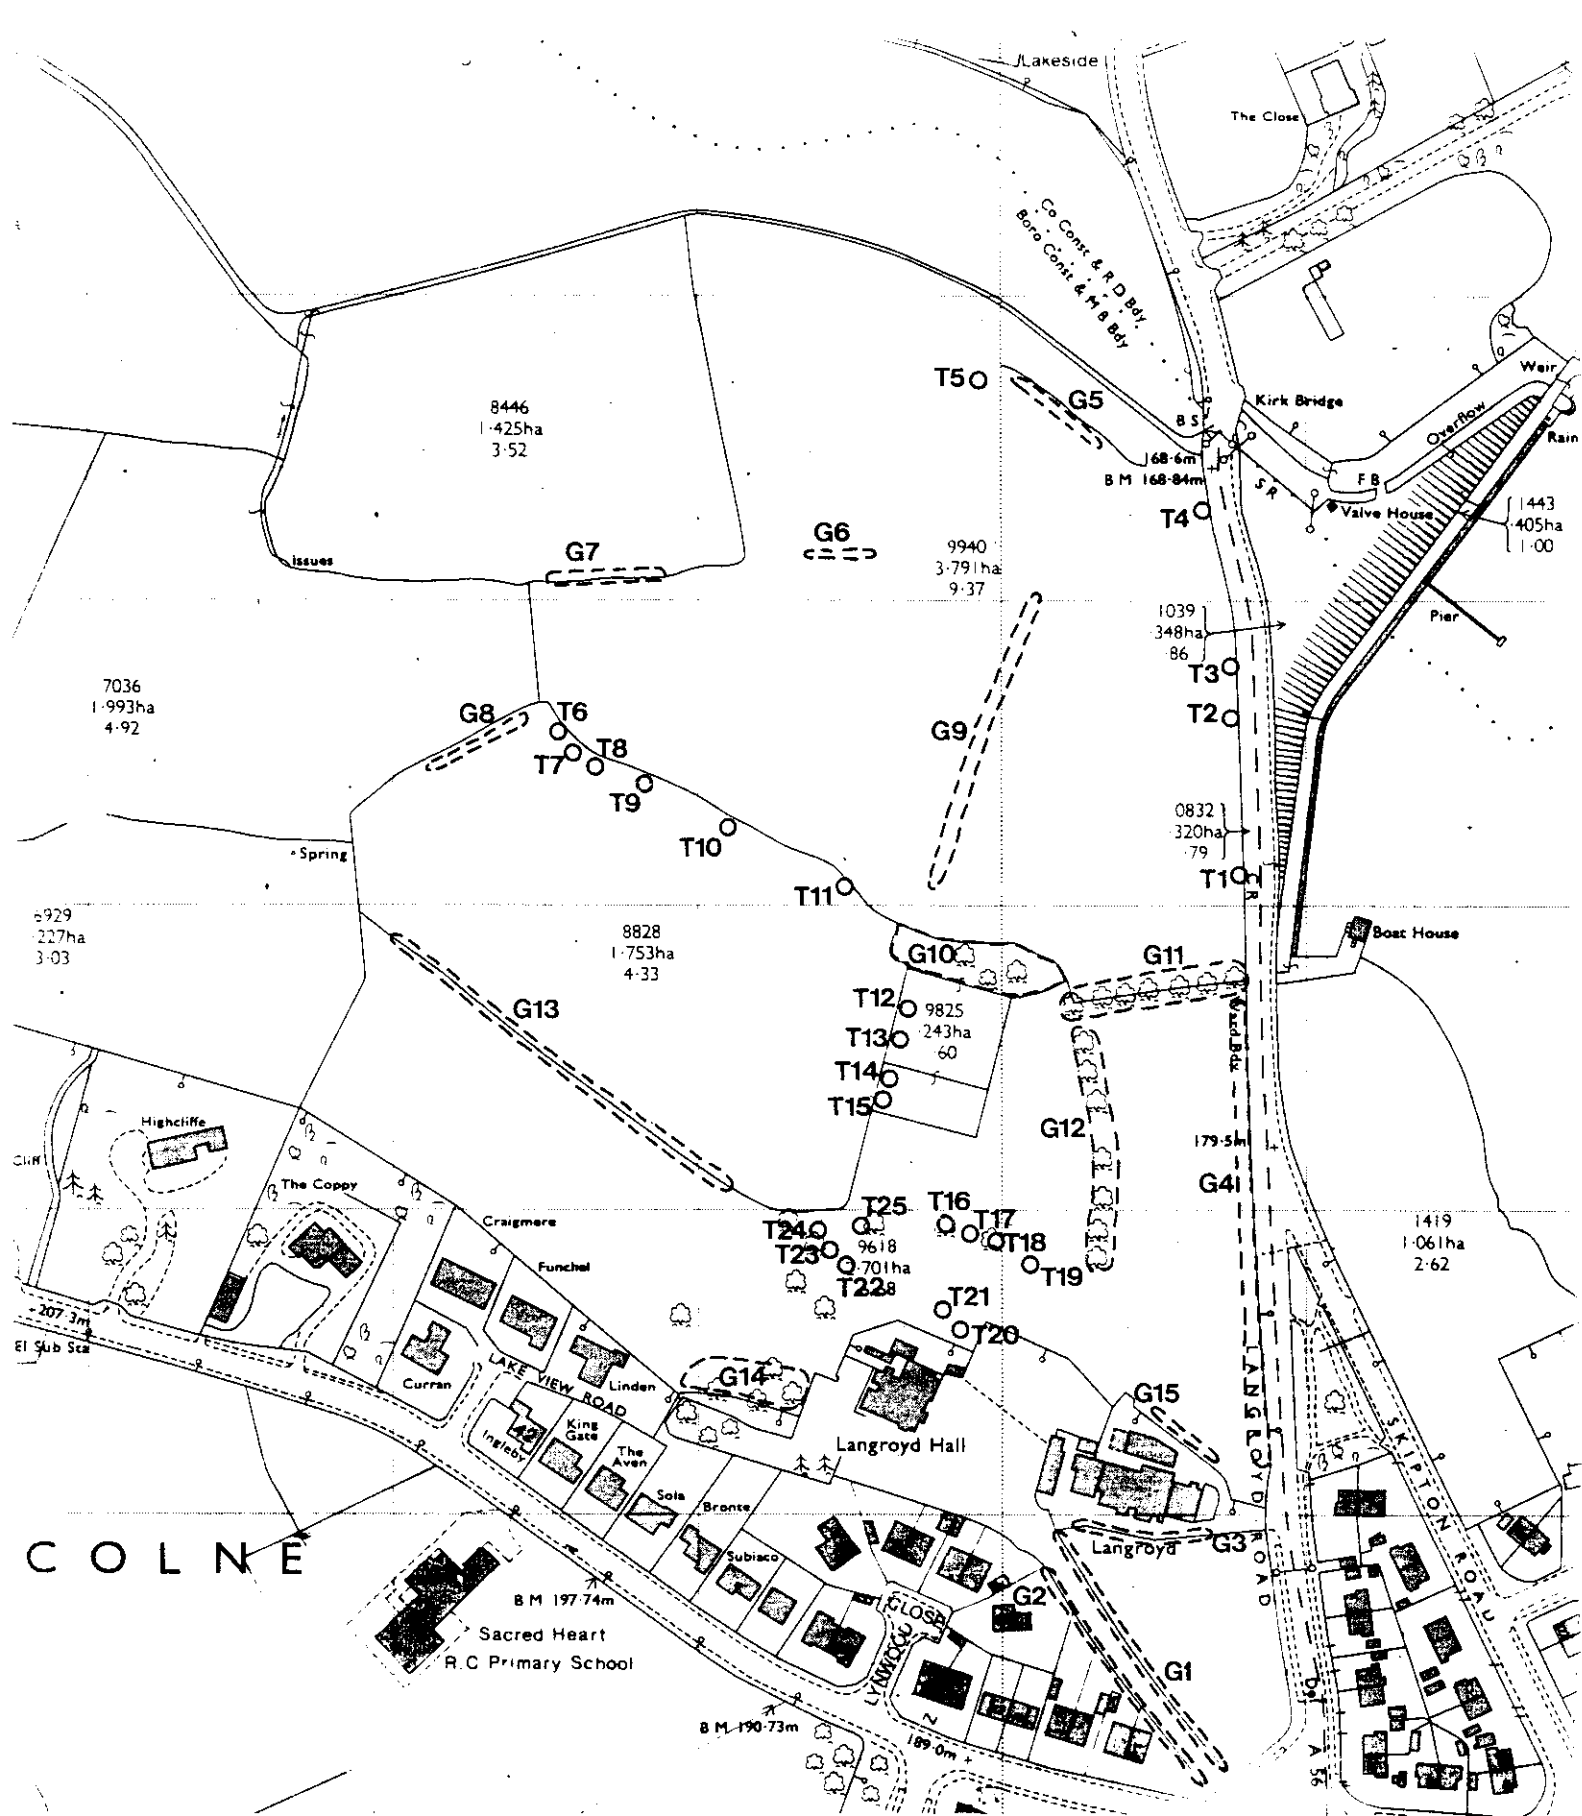 Lakeside
The Close
Co Const & R D Bdy
Boro Const & M B Bdy
T5
G5
8446
1·425ha
3·52
B S
Kirk Bridge
Weir
Overflow
Rain
168·6m
B M 168·84m
S R
F B
Valve House
1443
·405ha
1·00
T4
G6
G7
issues
9940
3·791ha
9·37
1039
·348ha
·86
Pier
T3
T2
7036
1·993ha
4·92
G8
T6
T7
T8
T9
G9
T10
0832
·320ha
·79
Spring
T11
T1
8828
1·753ha
4·33
·227ha
3·03
Boat House
G10
G11
G13
T12
9825
·243ha
·60
T13
T14
T15
Ward Bdy
G12
179·5m
Highcliffe
Cliff
The Coppy
G4
Craigmere
T24
T25
T16
T17
T18
T23
9618
T22
T19
1419
1·061ha
2·62
Funchal
207·3m
El Sub Sta
T21
T20
LAKE VIEW ROAD
Curran
Linden
G14
G15
LANGROYD ROAD
SKIPTON ROAD
42
Ingleby
King
Gate
The
Aven
Langroyd Hall
Sola
Bronte
Langroyd
G3
COLNE
Subiaco
B M 197·74m
G2
LYNWOOD CLOSE
Sacred Heart
R.C Primary School
G1
B M 190·73m
189·0m
A 56